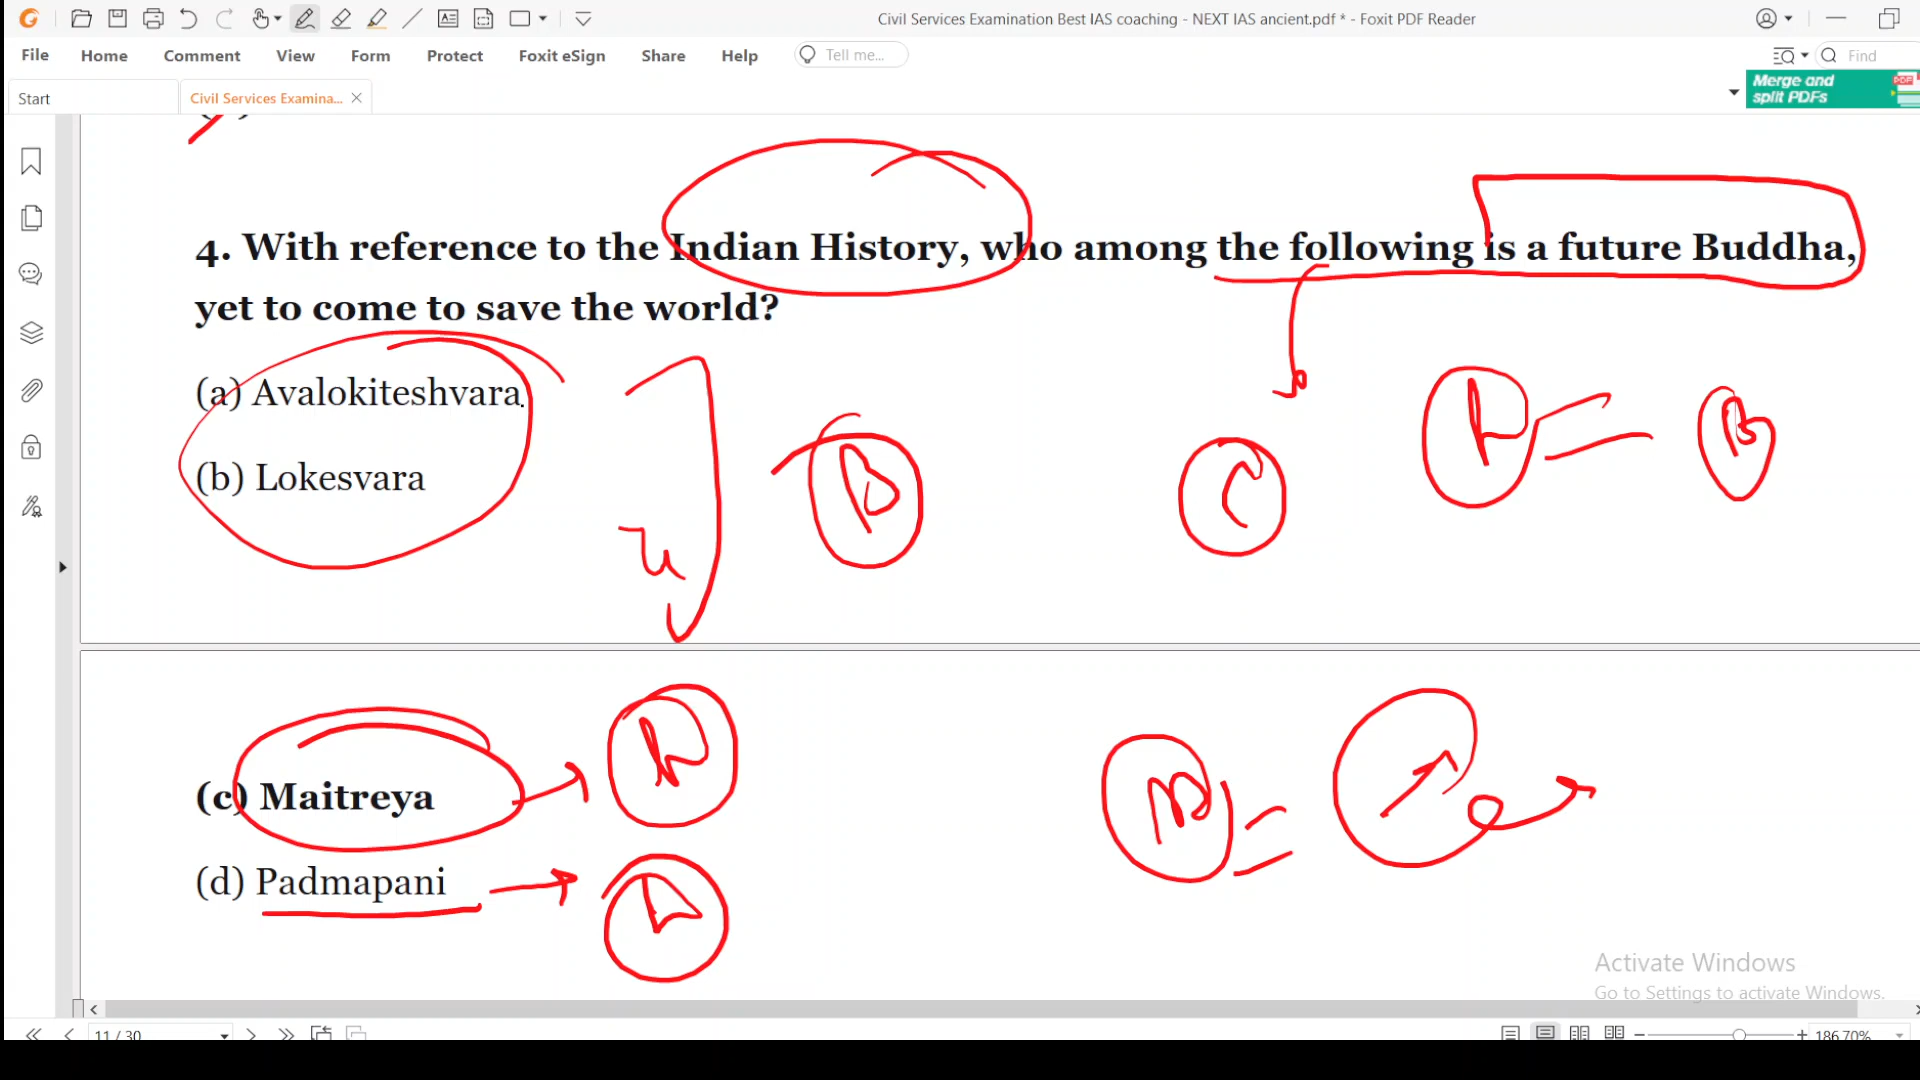 Civil Services Examination Best IAS coaching - NEXT IAS ancient.pdf * - Foxit PDF Reader
File Home Comment View Form Protect Foxit eSign Share Help Tell me... Find
Start Civil Services Examina... Merge and split PDFs
4. With reference to the Indian History, who among the following is a future Buddha,
yet to come to save the world?
(a) Avalokiteshvara
(b) Lokesvara
(c) Maitreya
(d) Padmapani
Activate Windows
Go to Settings to activate Windows.
11 / 30 186.70%